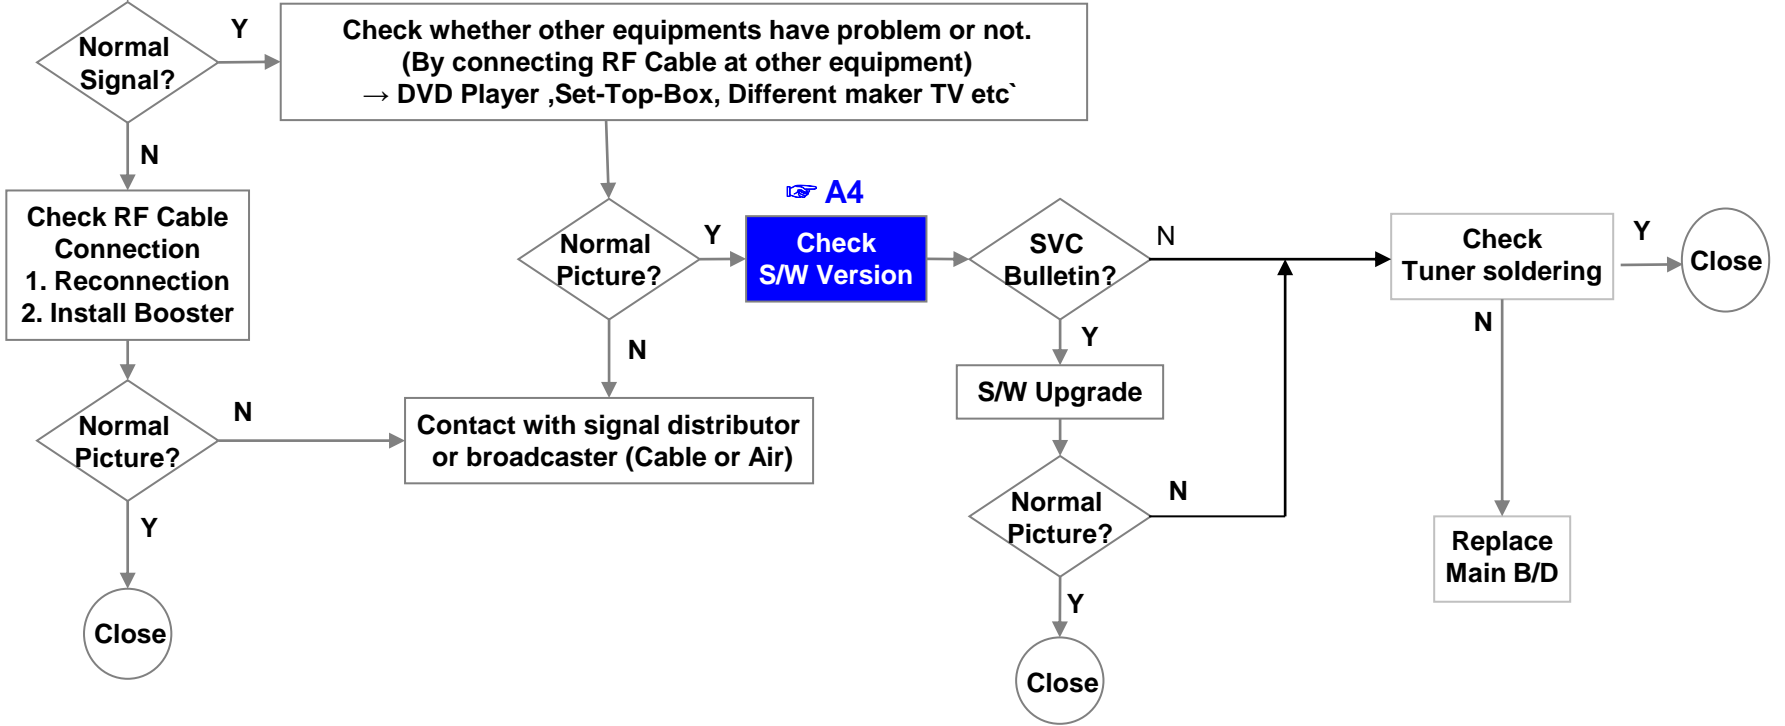 Normal
Signal?
Y
Check whether other equipments have problem or not.
(By connecting RF Cable at other equipment)
→ DVD Player ,Set-Top-Box, Different maker TV etc`
N
Check RF Cable
Connection
1. Reconnection
2. Install Booster
Normal
Picture?
N
Y
Close
Normal
Picture?
Y
N
Contact with signal distributor
or broadcaster (Cable or Air)
☞ A4
Check
S/W Version
SVC
Bulletin?
N
Y
S/W Upgrade
Normal
Picture?
N
Y
Close
Check
Tuner soldering
Y
Close
N
Replace
Main B/D